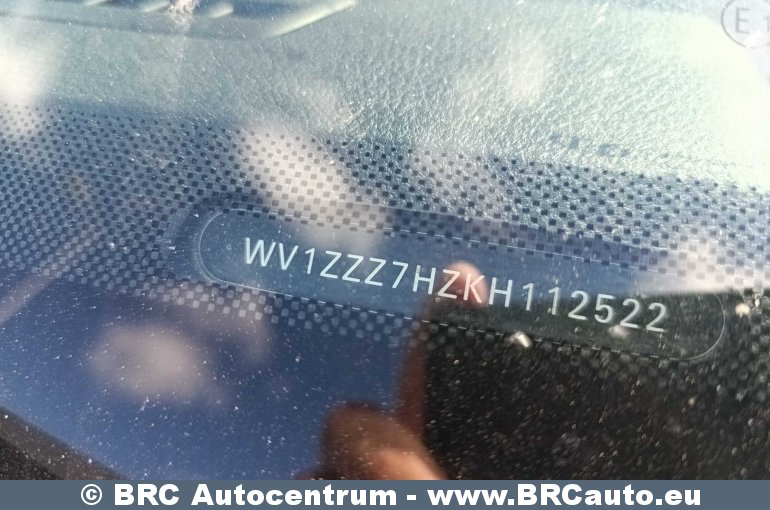 E
WV1ZZZ7HZKH112522
© BRC Autocentrum - www.BRCauto.eu